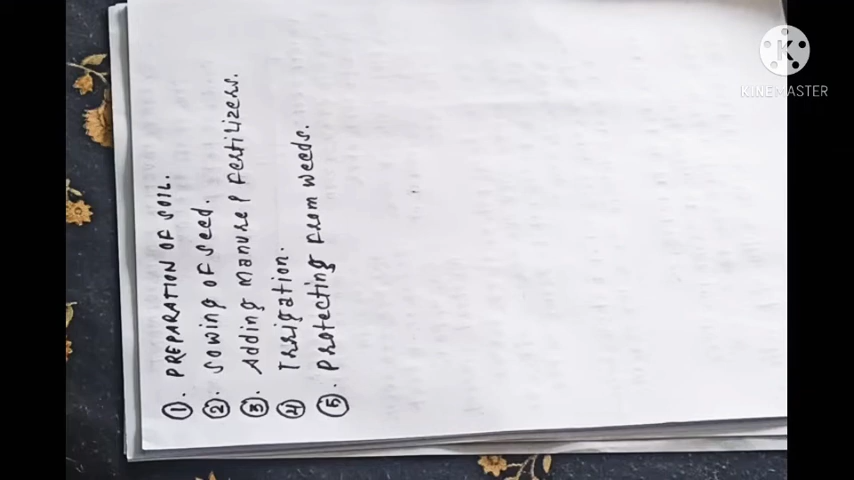 ①. PREPARATION OF SOIL.
②. Sowing OF Seed.
③. Adding Manure & Fertilizers.
④ Irrigation.
⑤. Protecting From Weeds.
KINEMASTER